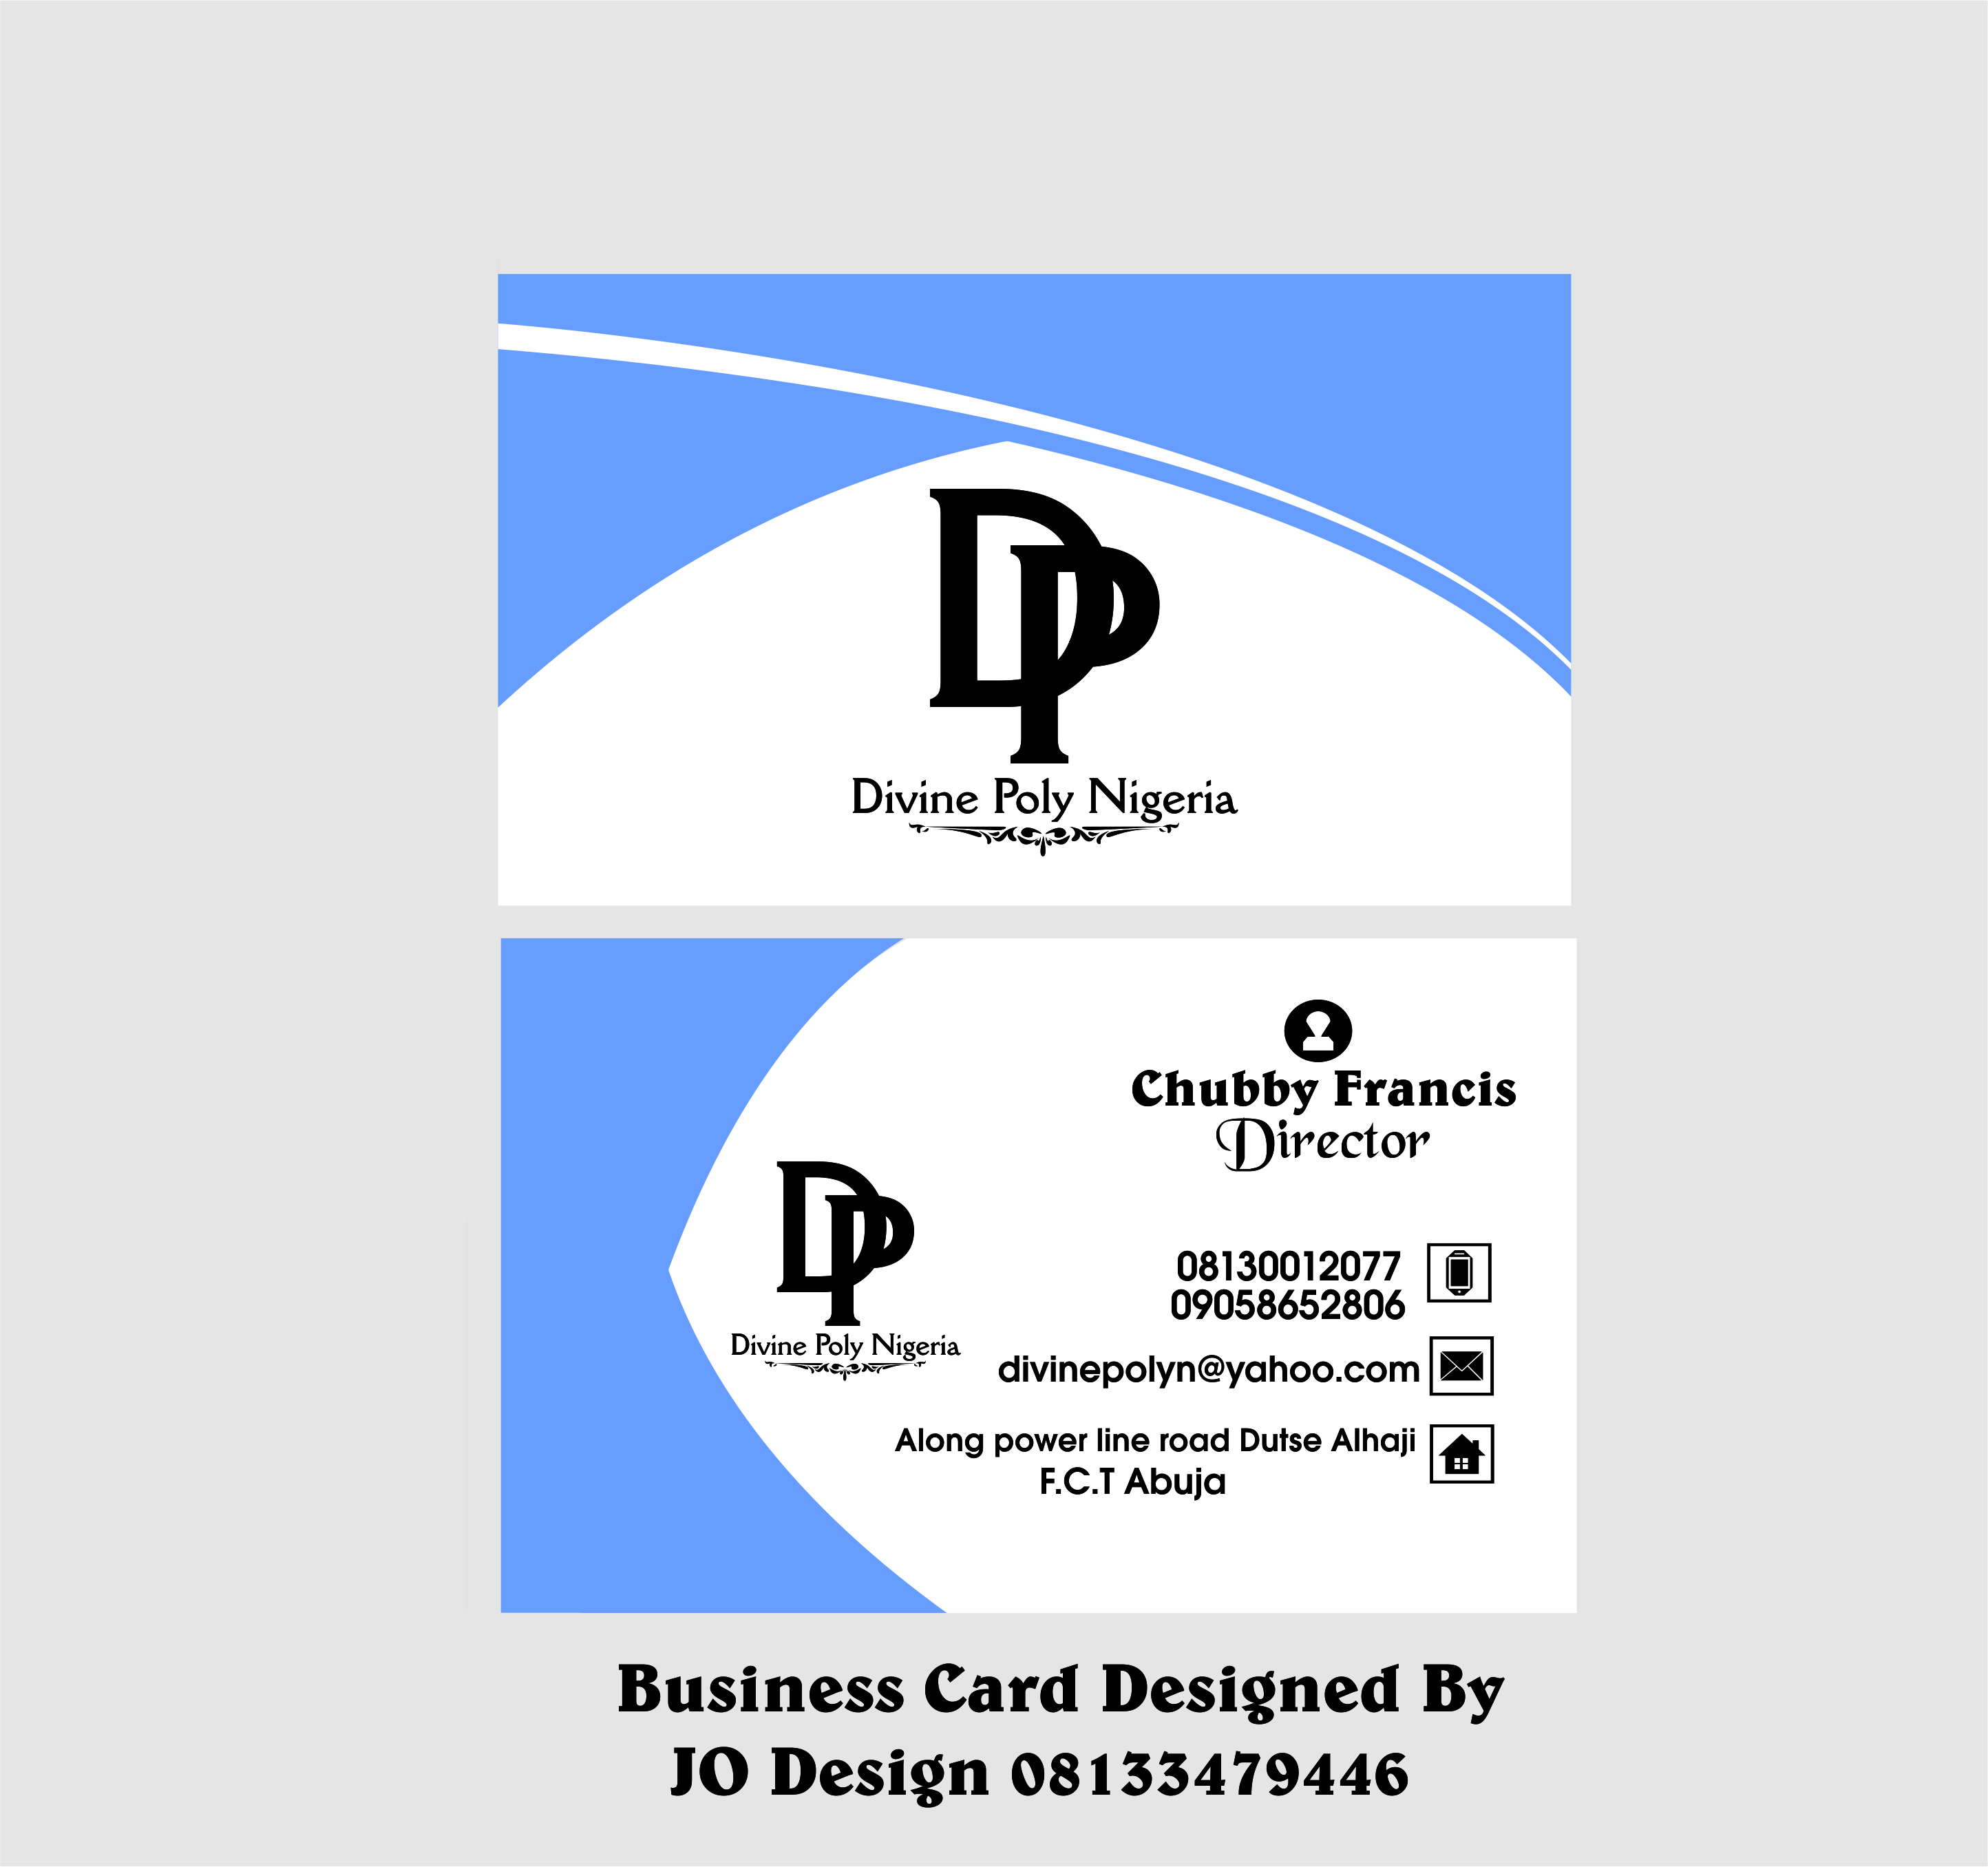 DP
Divine Poly Nigeria
Chubby Francis
Director
DP
Divine Poly Nigeria
08130012077
09058652806
divinepolyn@yahoo.com
Along power line road Dutse Alhaji
F.C.T Abuja
Business Card Designed By
JO Design 08133479446